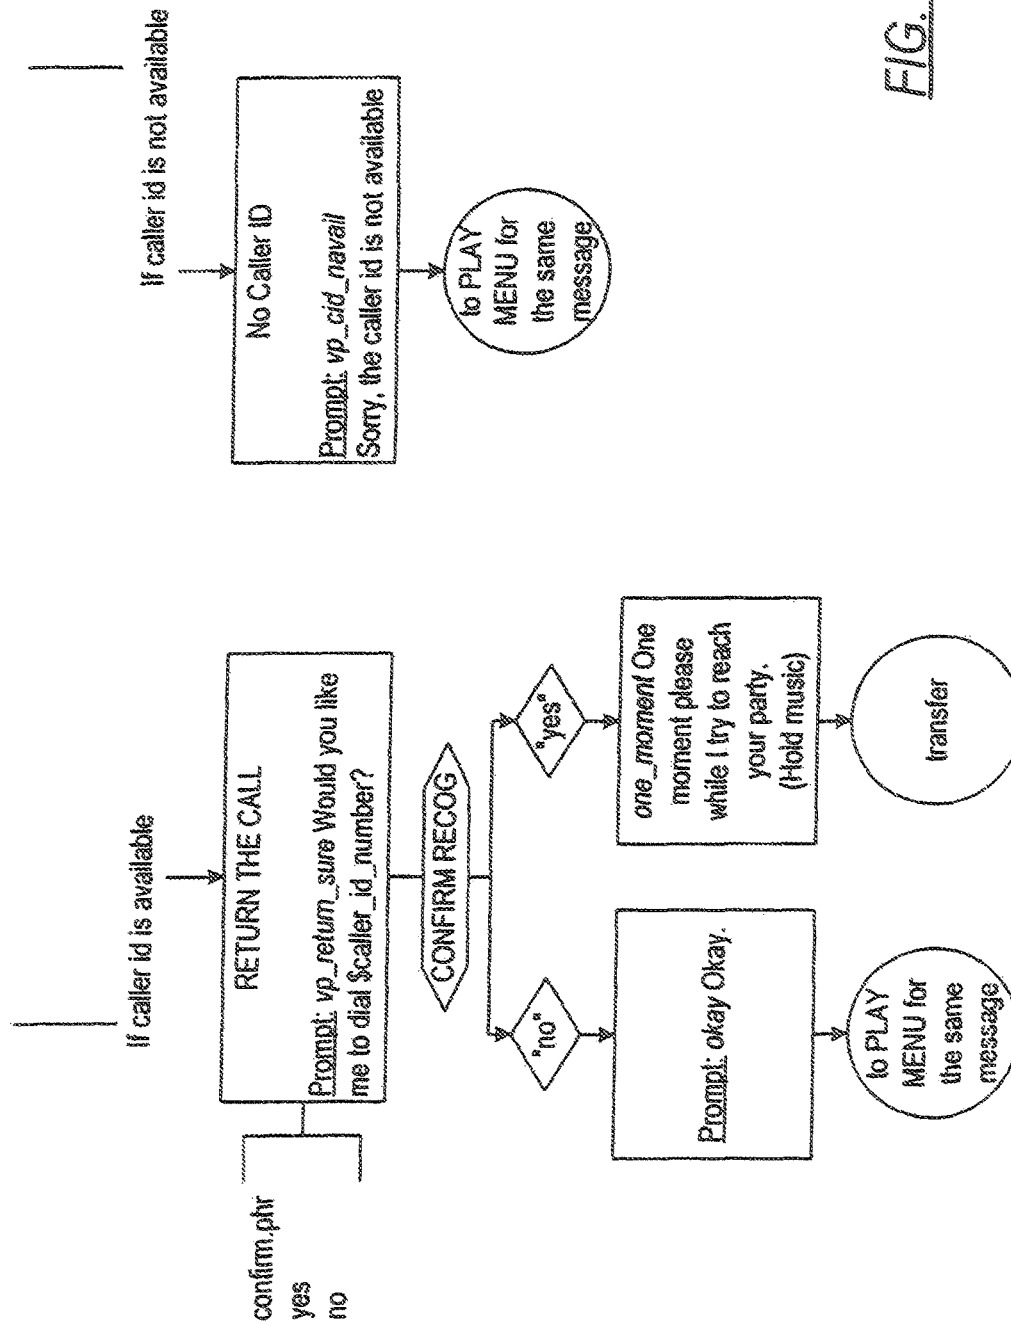 If caller id is available
RETURN THE CALL
Prompt: vp_return_sure Would you like
me to dial $caller_id_number?
confirm.phr
yes
no
CONFIRM RECOG
"no"
"yes"
Prompt: okay Okay.
one_moment One
moment please
while I try to reach
your party.
(Hold music)
to PLAY
MENU for
the same
message
transfer
If caller id is not available
No Caller ID
Prompt: vp_cid_navail
Sorry, the caller id is not available
to PLAY
MENU for
the same
message
FIG.